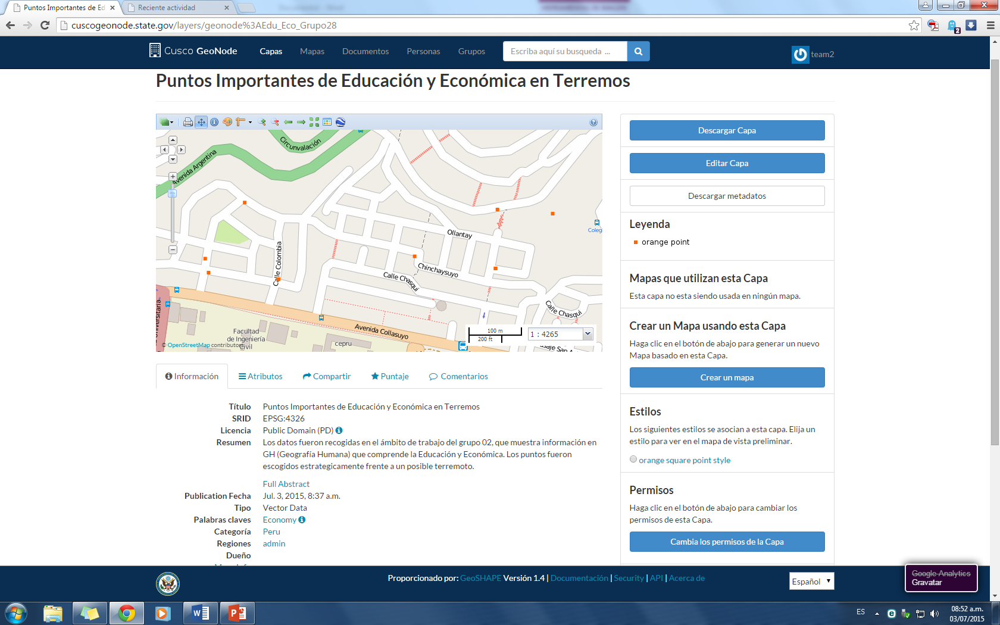 Puntos Importantes de Ed
Reciente actividad
cuscogeonode.state.gov/layers/geonode%3AEdu_Eco_Grupo28
2
Cusco GeoNode
Capas
Mapas
Documentos
Personas
Grupos
Escriba aquí su busqueda ...
team2
Puntos Importantes de Educación y Económica en Terremos
Circunvalación
Avenida Argentina
Ollantay
Coleg
Calle Colombia
Chinchaysuyo
Calle Chasqui
Calle Chasqui
Avenida Collasuyo
Facultad
de Ingeniería
Civil
cepru
© OpenStreetMap contributors
100 m
200 ft
1 : 4265
Descargar Capa
Editar Capa
Descargar metadatos
Leyenda
orange point
Mapas que utilizan esta Capa
Esta capa no esta siendo usada en ningún mapa.
Crear un Mapa usando esta Capa
Haga clic en el botón de abajo para generar un nuevo
Mapa basado en esta Capa.
Crear un mapa
Estilos
Los siguientes estilos se asocian a esta capa. Elija un
estilo para ver en el mapa de vista preliminar.
orange square point style
Permisos
Haga clic en el botón de abajo para cambiar los
permisos de esta Capa.
Cambia los permisos de la Capa
Información
Atributos
Compartir
Puntaje
Comentarios
Título Puntos Importantes de Educación y Económica en Terremos
SRID EPSG:4326
Licencia Public Domain (PD)
Resumen Los datos fueron recogidas en el ámbito de trabajo del grupo 02, que muestra información en
GH (Geografía Humana) que comprende la Educación y Económica. Los puntos fueron
escogidos estrategicamente frente a un posible terremoto.
Full Abstract
Publication Fecha Jul. 3, 2015, 8:37 a.m.
Tipo Vector Data
Palabras claves Economy
Categoría Peru
Regiones admin
Dueño
Proporcionado por: GeoSHAPE Versión 1.4 | Documentación | Security | API | Acerca de
Español
Google Analytics
Gravatar
ES
08:52 a.m.
03/07/2015